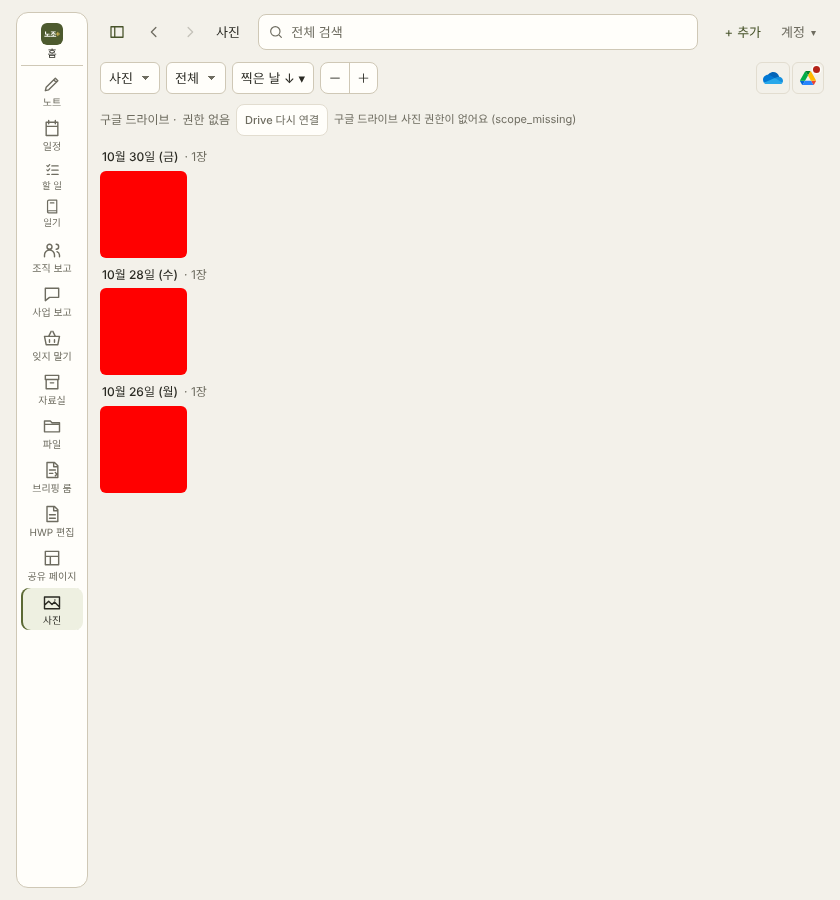 노조+
홈
노트
일정
할 일
일기
조직 보고
사업 보고
잊지 말기
자료실
파일
브리핑 룸
HWP 편집
공유 페이지
사진
사진
전체 검색
+ 추가
계정 ▾
사진
전체
찍은 날 ↓ ▾
− +
구글 드라이브 · 권한 없음
Drive 다시 연결
구글 드라이브 사진 권한이 없어요 (scope_missing)
10월 30일 (금) · 1장
10월 28일 (수) · 1장
10월 26일 (월) · 1장